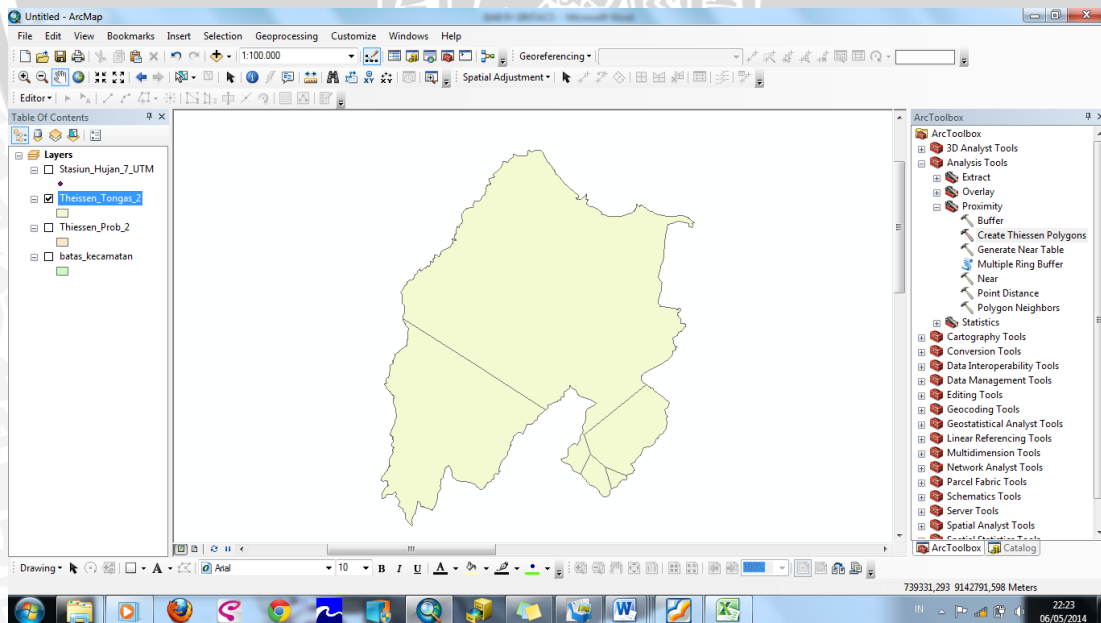 Untitled - ArcMap
File Edit View Bookmarks Insert Selection Geoprocessing Customize Windows Help
1:100.000 Georeferencing
Spatial Adjustment
Editor
Table Of Contents
Layers
Stasiun_Hujan_7_UTM
Theissen_Tongas_2
Thiessen_Prob_2
batas_kecamatan
ArcToolbox
ArcToolbox
3D Analyst Tools
Analysis Tools
Extract
Overlay
Proximity
Buffer
Create Thiessen Polygons
Generate Near Table
Multiple Ring Buffer
Near
Point Distance
Polygon Neighbors
Statistics
Cartography Tools
Conversion Tools
Data Interoperability Tools
Data Management Tools
Editing Tools
Geocoding Tools
Geostatistical Analyst Tools
Linear Referencing Tools
Multidimension Tools
Network Analyst Tools
Parcel Fabric Tools
Schematics Tools
Server Tools
Spatial Analyst Tools
Spatial Statistics Tools
ArcToolbox Catalog
Drawing A Arial 10 B I U A 100%
739331,293 9142791,598 Meters
IN 22:23
06/05/2014